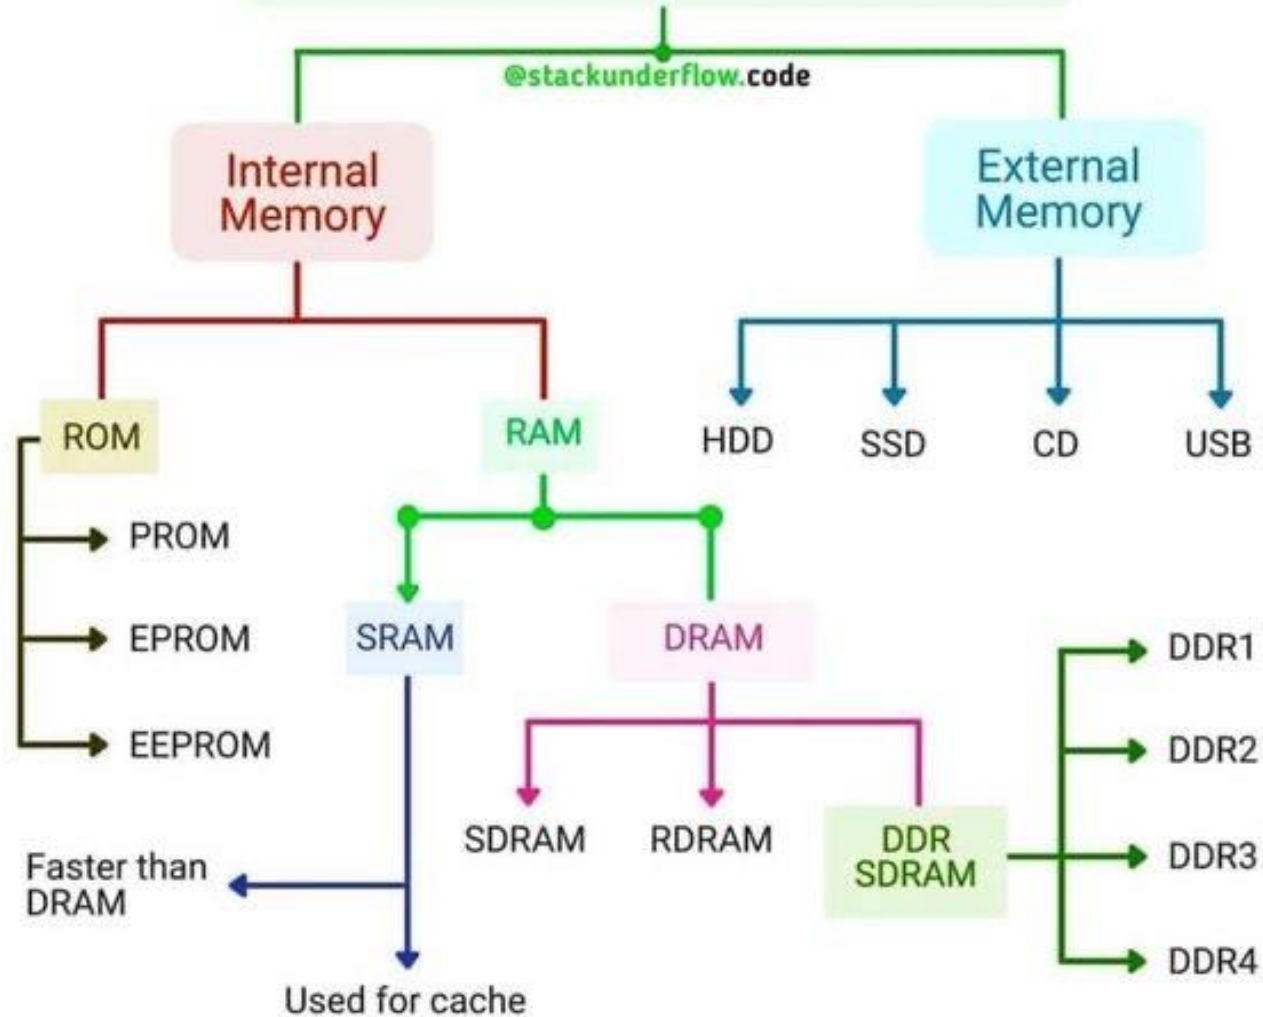 @stackunderflow.code
Internal
Memory
External
Memory
ROM
RAM
HDD
SSD
CD
USB
PROM
EPROM
EEPROM
SRAM
DRAM
DDR1
DDR2
DDR3
DDR4
SDRAM
RDRAM
DDR
SDRAM
Faster than
DRAM
Used for cache